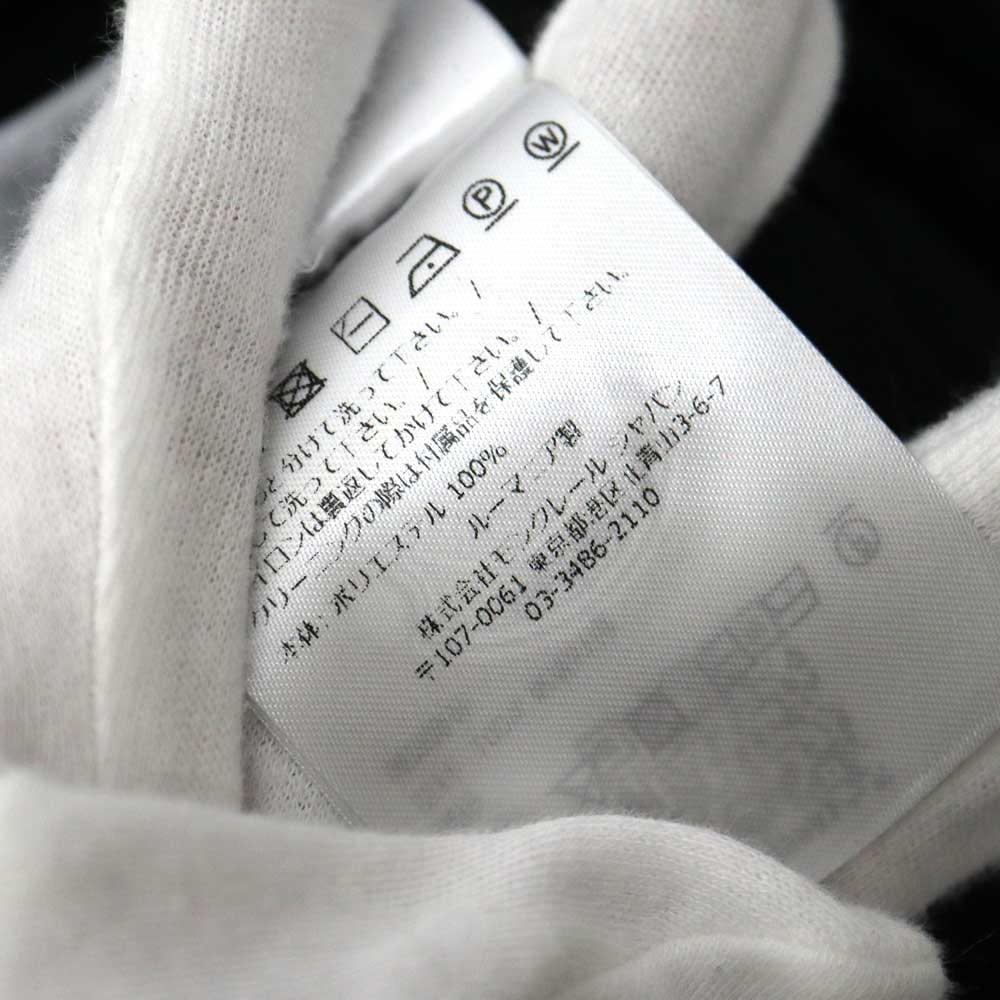 W
P
分けて洗って下さい。/
して洗って下さい。/
イロンは裏返してかけて下さい。/
クリーニングの際は付属品を保護して下さい。
本体: ポリエステル 100%
ルーマニア製
株式会社モンクレール ジャパン
〒107-0061 東京都港区北青山3-6-7
03-3486-2110